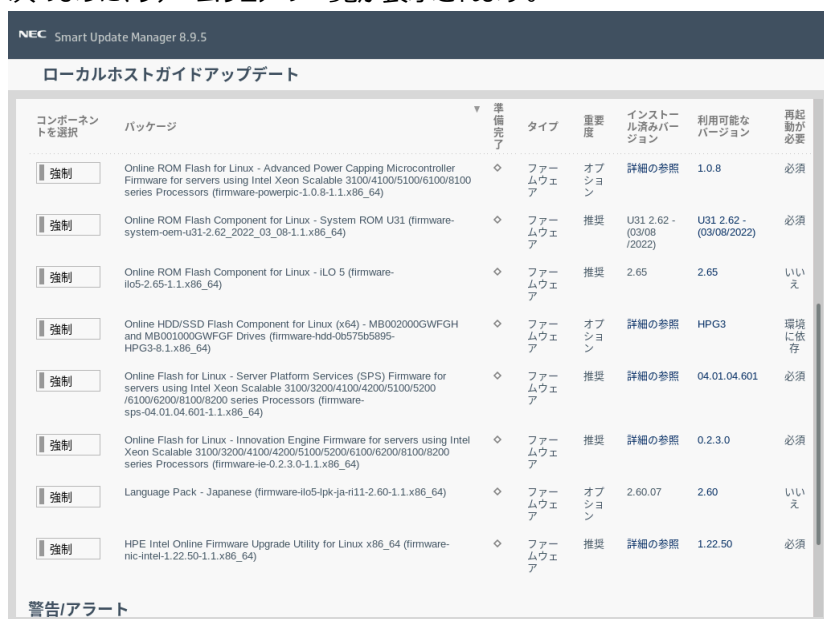 が表示されます。
NEC Smart Update Manager 8.9.5
ローカルホストガイドアップデート
コンポーネン
トを選択
パッケージ
▼
準
備
完
了
タイプ
重要
度
インストー
ル済みバー
ジョン
利用可能な
バージョン
再起
動が
必要
強制
Online ROM Flash for Linux - Advanced Power Capping Microcontroller
Firmware for servers using Intel Xeon Scalable 3100/4100/5100/6100/8100
series Processors (firmware-powerpic-1.0.8-1.1.x86_64)
ファー
ムウェ
ア
オプ
ショ
ン
詳細の参照
1.0.8
必須
強制
Online ROM Flash Component for Linux - System ROM U31 (firmware-
system-oem-u31-2.62_2022_03_08-1.1.x86_64)
ファー
ムウェ
ア
推奨
U31 2.62 -
(03/08
/2022)
U31 2.62 -
(03/08/2022)
必須
強制
Online ROM Flash Component for Linux - iLO 5 (firmware-
ilo5-2.65-1.1.x86_64)
ファー
ムウェ
ア
推奨
2.65
2.65
いい
え
強制
Online HDD/SSD Flash Component for Linux (x64) - MB002000GWFGH
and MB001000GWFGF Drives (firmware-hdd-0b575b5895-
HPG3-8.1.x86_64)
ファー
ムウェ
ア
オプ
ショ
ン
詳細の参照
HPG3
環境
に依
存
強制
Online Flash for Linux - Server Platform Services (SPS) Firmware for
servers using Intel Xeon Scalable 3100/3200/4100/4200/5100/5200
/6100/6200/8100/8200 series Processors (firmware-
sps-04.01.04.601-1.1.x86_64)
ファー
ムウェ
ア
推奨
詳細の参照
04.01.04.601
必須
強制
Online Flash for Linux - Innovation Engine Firmware for servers using Intel
Xeon Scalable 3100/3200/4100/4200/5100/5200/6100/6200/8100/8200
series Processors (firmware-ie-0.2.3.0-1.1.x86_64)
ファー
ムウェ
ア
推奨
詳細の参照
0.2.3.0
必須
強制
Language Pack - Japanese (firmware-ilo5-lpk-ja-ri11-2.60-1.1.x86_64)
ファー
ムウェ
ア
オプ
ショ
ン
2.60.07
2.60
いい
え
強制
HPE Intel Online Firmware Upgrade Utility for Linux x86_64 (firmware-
nic-intel-1.22.50-1.1.x86_64)
ファー
ムウェ
ア
推奨
詳細の参照
1.22.50
必須
警告/アラート